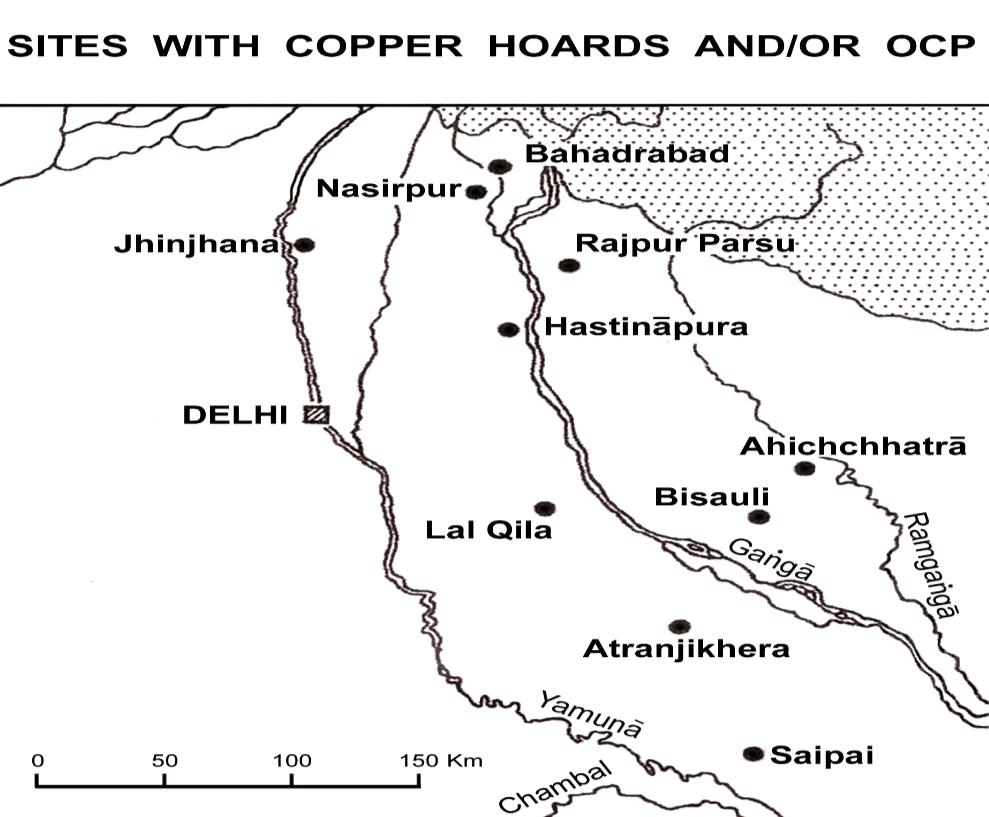 SITES WITH COPPER HOARDS AND/OR OCP
Bahadrabad
Nasirpur
Jhinjhana
Rajpur Parsu
Hastināpura
DELHI
Ahichchhatrā
Bisauli
Lal Qila
Gaṅgā
Ramgaṅgā
Atranjikhera
Yamunā
Saipai
0 50 100 150 Km
Chambal